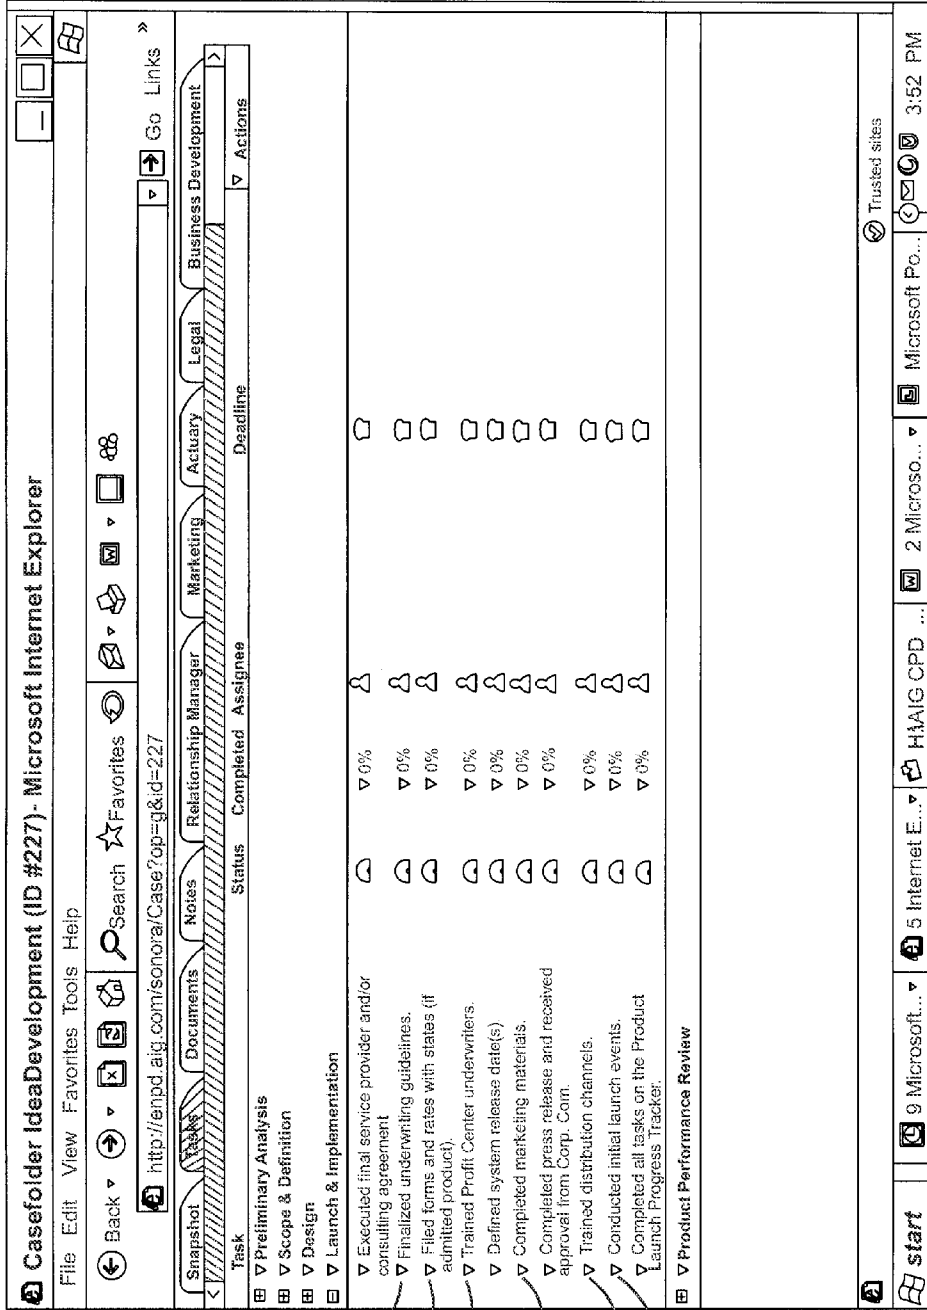 Casefolder IdeaDevelopment (ID #227)- Microsoft Internet Explorer
File Edit View Favorites Tools Help
Back Search Favorites
http://enpd.aig.com/sonora/Case?op=g&id=227 Go Links »
Snapshot Tasks Documents Notes Relationship Manager Marketing Actuary Legal Business Development
Task Status Completed Assignee Deadline Actions
Preliminary Analysis
Scope & Definition
Design
Launch & Implementation
Executed final service provider and/or 0%
consulting agreement
Finalized underwriting guidelines. 0%
Filed forms and rates with states (if 0%
admitted product).
Trained Profit Center underwriters. 0%
Defined system release date(s). 0%
Completed marketing materials. 0%
Completed press release and received 0%
approval from Corp. Com.
Trained distribution channels. 0%
Conducted initial launch events. 0%
Completed all tasks on the Product 0%
Launch Progress Tracker.
Product Performance Review
Trusted sites
start 9 Microsoft... 5 Internet E... H:\AIG CPD ... 2 Microso... Microsoft Po... 3:52 PM